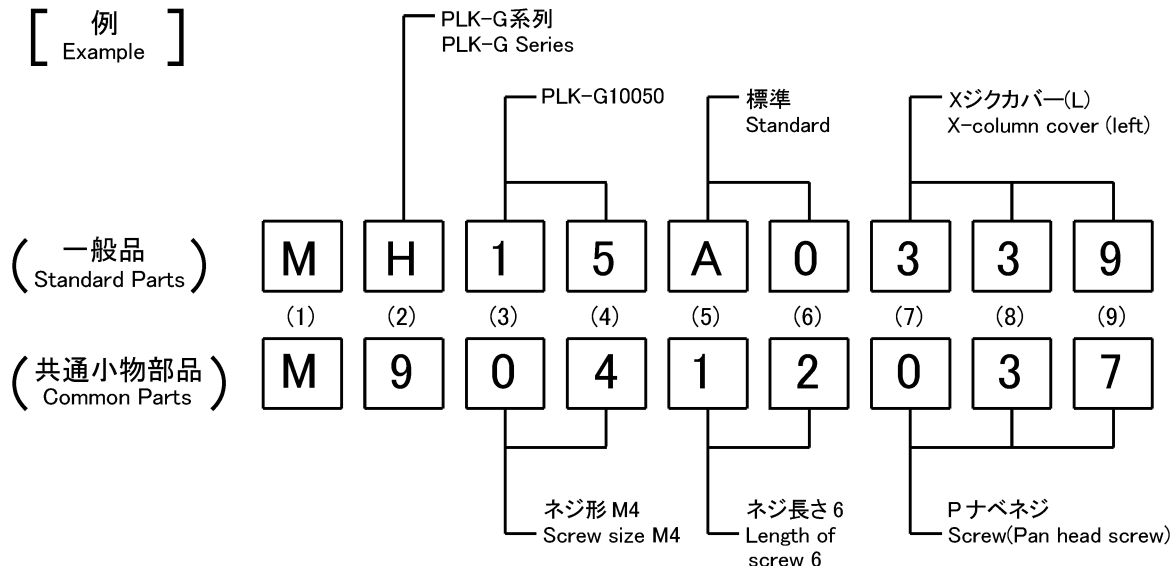 例
Example
PLK-G系列
PLK-G Series
PLK-G10050
標準
Standard
Xジクカバー(L)
X-column cover (left)
一般品
Standard Parts
M H 1 5 A 0 3 3 9
(1) (2) (3) (4) (5) (6) (7) (8) (9)
共通小物部品
Common Parts
M 9 0 4 1 2 0 3 7
ネジ形 M4
Screw size M4
ネジ長さ 6
Length of
screw 6
P ナベネジ
Screw(Pan head screw)